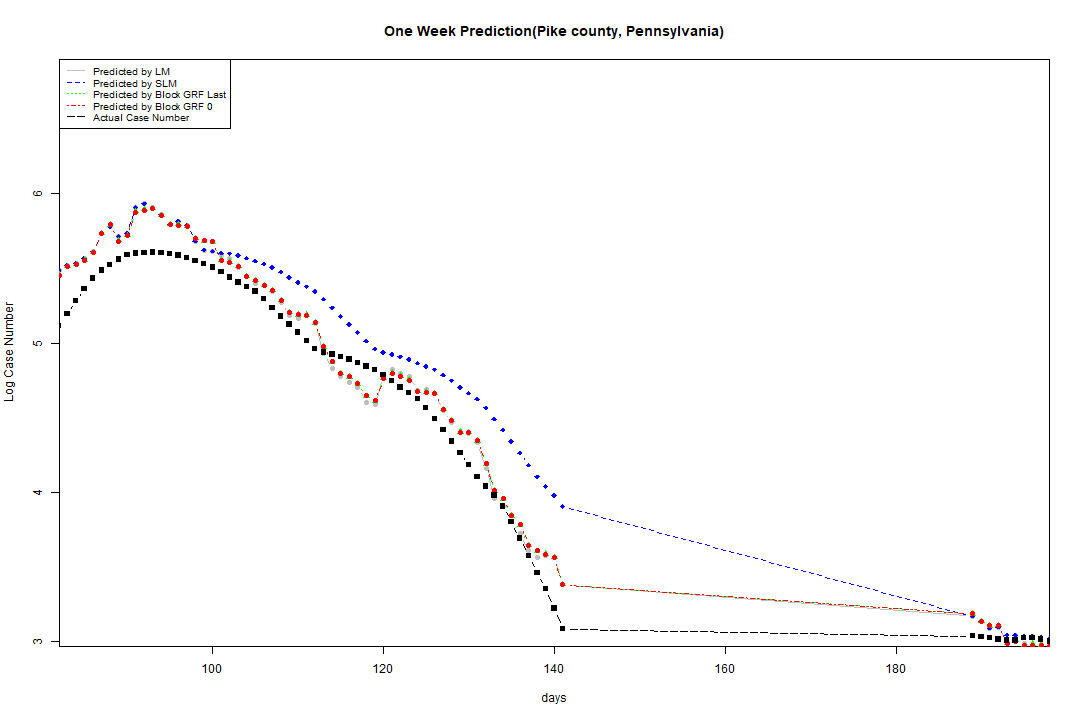 One Week Prediction(Pike county, Pennsylvania)
Predicted by LM
Predicted by SLM
Predicted by Block GRF Last
Predicted by Block GRF 0
Actual Case Number
Log Case Number
6
5
4
3
100 120 140 160 180
days